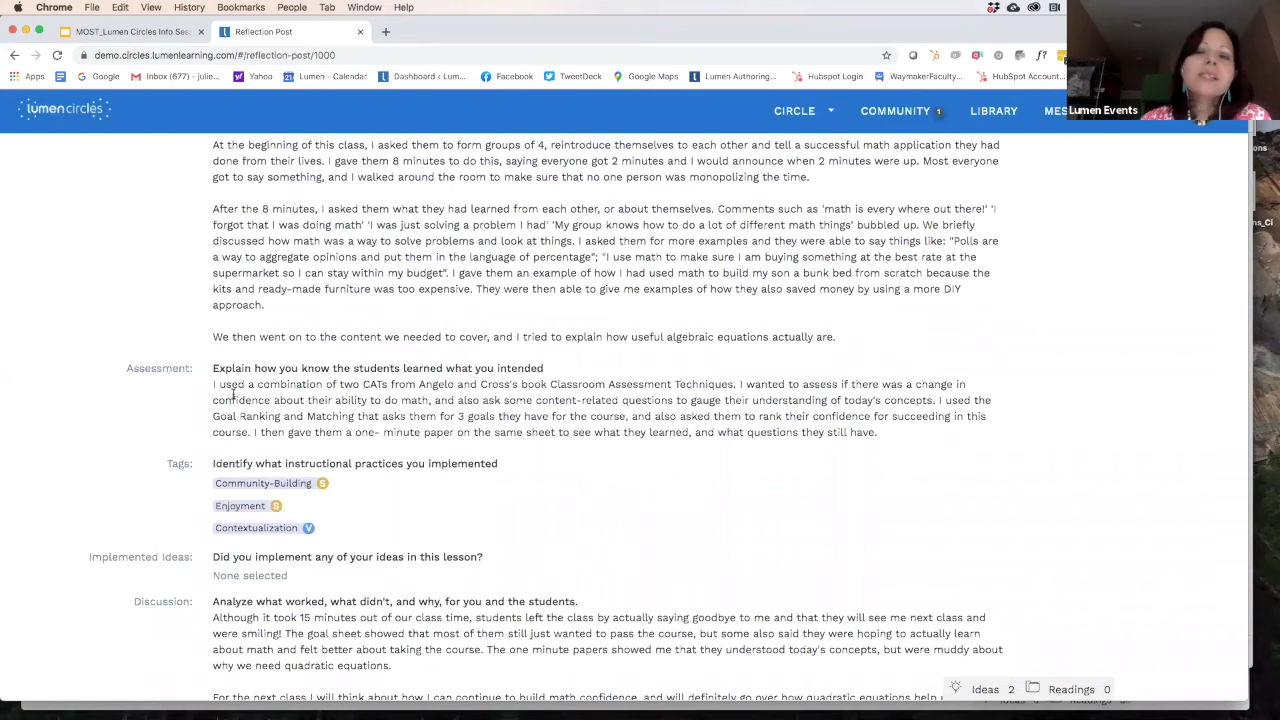 Chrome File Edit View History Bookmarks People Tab Window Help
MOST_Lumen Circles Info Ses
Reflection Post
demo.circles.lumenlearning.com/#/reflection-post/1000
Apps Google Inbox (677) - julie... Yahoo Lumen - Calendar Dashboard ‹ Lum... Facebook TweetDeck Google Maps Lumen Authoring... Hubspot Login WaymakerFaculty... HubSpot Account...
Lumen Events
lumen circles CIRCLE COMMUNITY 1 LIBRARY MES
At the beginning of this class, I asked them to form groups of 4, reintroduce themselves to each other and tell a successful math application they had
done from their lives. I gave them 8 minutes to do this, saying everyone got 2 minutes and I would announce when 2 minutes were up. Most everyone
got to say something, and I walked around the room to make sure that no one person was monopolizing the time.
After the 8 minutes, I asked them what they had learned from each other, or about themselves. Comments such as 'math is every where out there!' 'I
forgot that I was doing math' 'I was just solving a problem I had' 'My group knows how to do a lot of different math things' bubbled up. We briefly
discussed how math was a way to solve problems and look at things. I asked them for more examples and they were able to say things like: "Polls are
a way to aggregate opinions and put them in the language of percentage"; "I use math to make sure I am buying something at the best rate at the
supermarket so I can stay within my budget". I gave them an example of how I had used math to build my son a bunk bed from scratch because the
kits and ready-made furniture was too expensive. They were then able to give me examples of how they also saved money by using a more DIY
approach.
We then went on to the content we needed to cover, and I tried to explain how useful algebraic equations actually are.
Assessment: Explain how you know the students learned what you intended
I used a combination of two CATs from Angelo and Cross's book Classroom Assessment Techniques. I wanted to assess if there was a change in
confidence about their ability to do math, and also ask some content-related questions to gauge their understanding of today's concepts. I used the
Goal Ranking and Matching that asks them for 3 goals they have for the course, and also asked them to rank their confidence for succeeding in this
course. I then gave them a one- minute paper on the same sheet to see what they learned, and what questions they still have.
Tags: Identify what instructional practices you implemented
Community-Building S
Enjoyment S
Contextualization V
Implemented Ideas: Did you implement any of your ideas in this lesson?
None selected
Discussion: Analyze what worked, what didn't, and why, for you and the students.
Although it took 15 minutes out of our class time, students left the class by actually saying goodbye to me and that they will see me next class and
were smiling! The goal sheet showed that most of them still just wanted to pass the course, but some also said they were hoping to actually learn
about math and felt better about taking the course. The one minute papers showed me that they understood today's concepts, but were muddy about
why we need quadratic equations.
For the next class I will think about how I can continue to build math confidence, and will definitely go over how quadratic equations help
Ideas 2 Readings 0